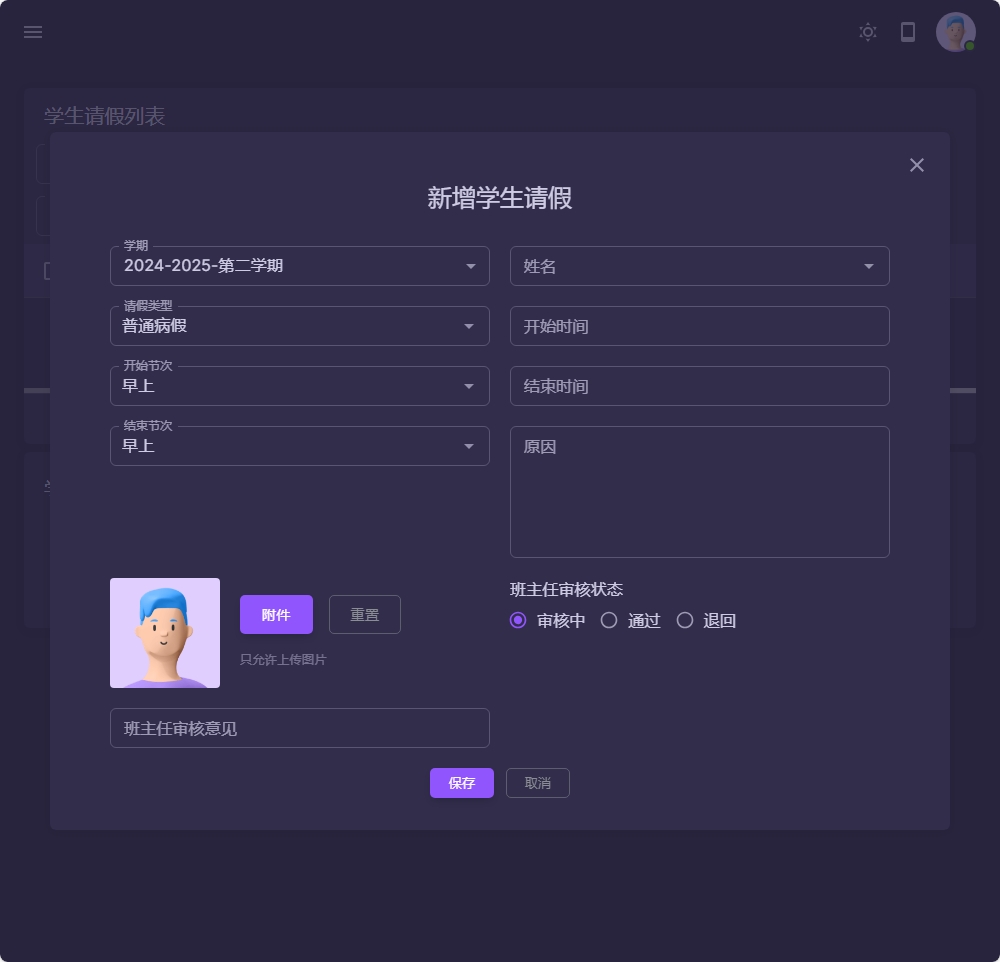 学生请假列表
新增学生请假
学期
2024-2025-第二学期
姓名
请假类型
普通病假
开始时间
开始节次
早上
结束时间
结束节次
早上
原因
附件
重置
只允许上传图片
班主任审核状态
审核中 通过 退回
班主任审核意见
保存
取消